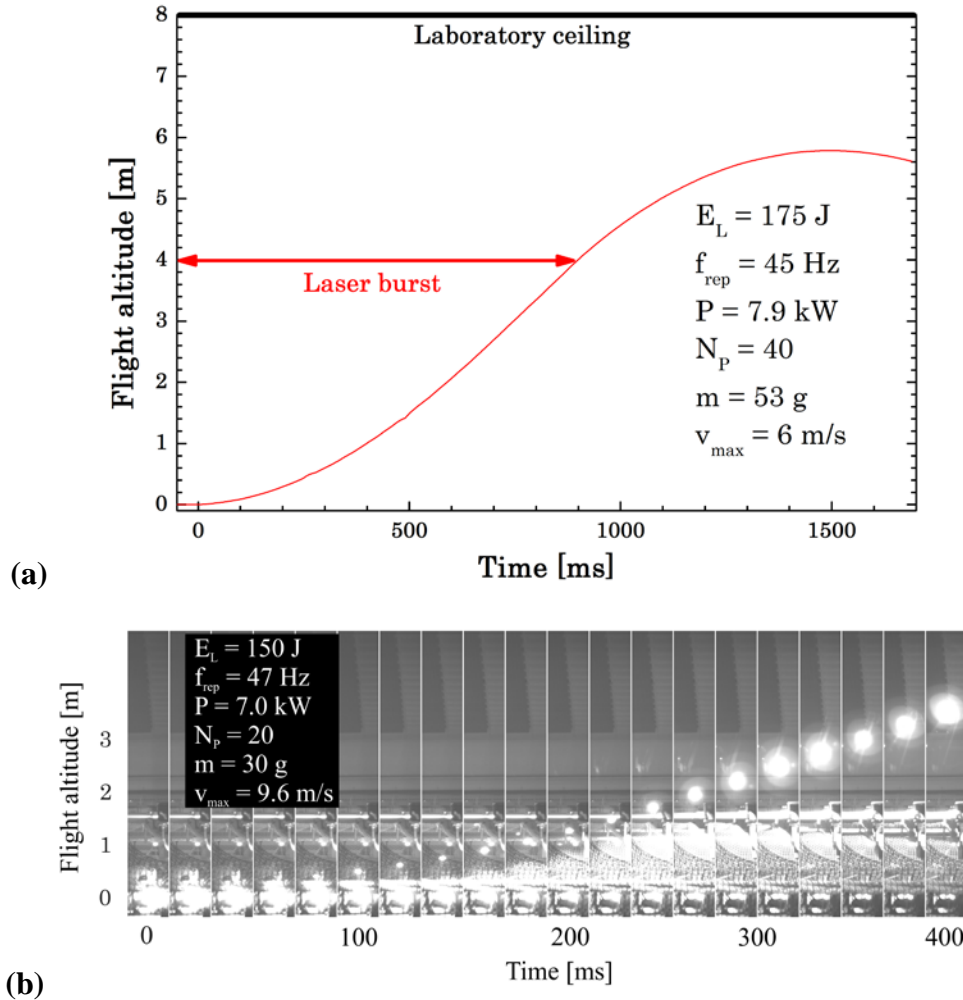 8
7
6
5
4
3
2
1
0
Flight altitude [m]
Laboratory ceiling
Laser burst
E_L = 175 J
f_rep = 45 Hz
P = 7.9 kW
N_P = 40
m = 53 g
v_max = 6 m/s
0 500 1000 1500
Time [ms]
(a)
E_L = 150 J
f_rep = 47 Hz
P = 7.0 kW
N_P = 20
m = 30 g
v_max = 9.6 m/s
Flight altitude [m]
3
2
1
0
0 100 200 300 400
Time [ms]
(b)